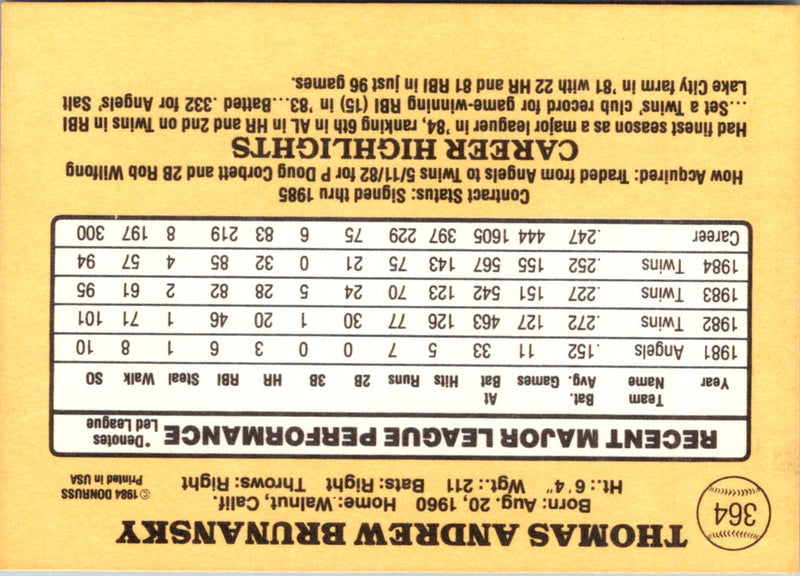 364
THOMAS ANDREW BRUNANSKY
Born: Aug. 20, 1960 Home: Walnut, Calif.
Ht.: 6'4" Wgt.: 211 Bats: Right Throws: Right
©1984 DONRUSS
Printed in USA
RECENT MAJOR LEAGUE PERFORMANCE *Denotes Led League
Year Team Name Bat. Avg. Games At Bat Hits Runs 2B 3B HR RBI Steal Walk SO
1981 Angels .152 11 33 5 7 0 0 3 6 1 8 10
1982 Twins .272 127 463 126 77 30 1 20 46 1 71 101
1983 Twins .227 151 542 123 70 24 5 28 82 2 61 95
1984 Twins .252 155 567 143 75 21 0 32 85 4 57 94
Career .247 444 1605 397 229 75 6 83 219 8 197 300
Contract Status: Signed thru 1985
How Acquired: Traded from Angels to Twins 5/11/82 for P Doug Corbett and 2B Rob Wilfong
CAREER HIGHLIGHTS
Had finest season as a major leaguer in '84, ranking 6th in AL in HR and 2nd on Twins in RBI
...Set a Twins' club record for game-winning RBI (15) in '83...Batted .332 for Angels' Salt
Lake City farm in '81 with 22 HR and 81 RBI in just 96 games.